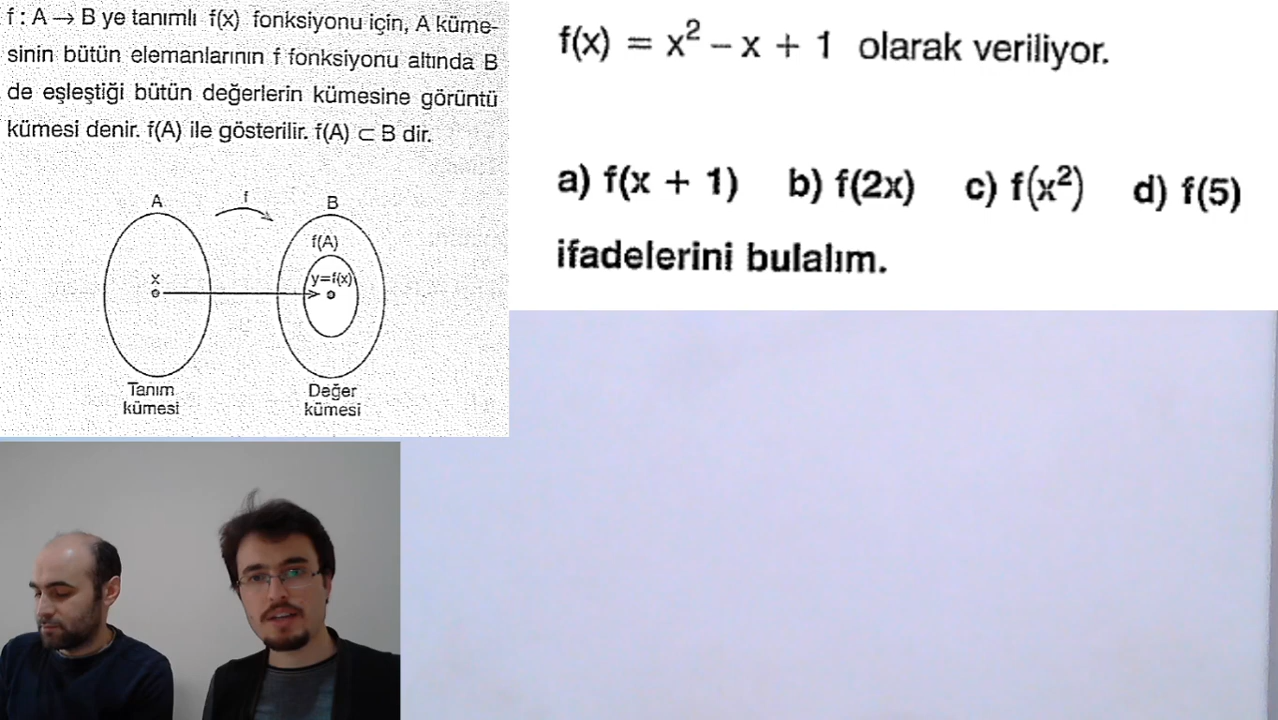 f : A → B ye tanımlı f(x) fonksiyonu için, A küme-
sinin bütün elemanlarının f fonksiyonu altında B
de eşleştiği bütün değerlerin kümesine görüntü
kümesi denir. f(A) ile gösterilir. f(A) ⊂ B dir.
A f B
f(A)
x y=f(x)
Tanım kümesi
Değer kümesi
f(x) = x² – x + 1 olarak veriliyor.
a) f(x + 1) b) f(2x) c) f(x²) d) f(5)
ifadelerini bulalım.